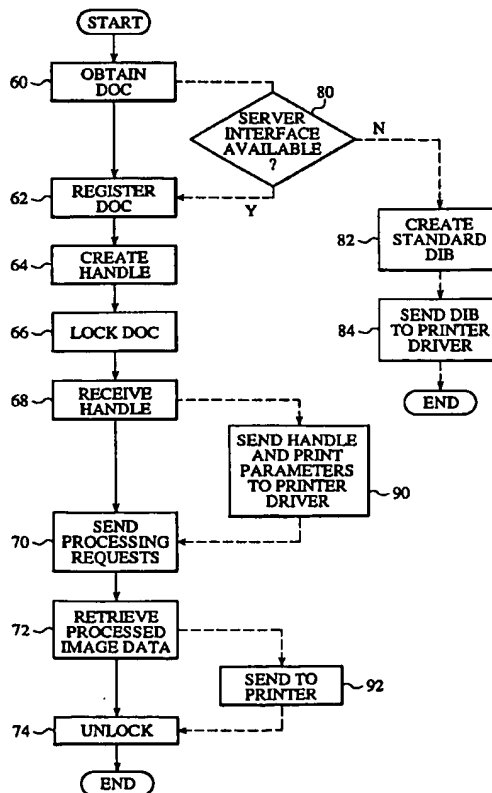 START
60
OBTAIN
DOC
80
SERVER
INTERFACE
AVAILABLE
?
N
Y
62
REGISTER
DOC
82
CREATE
STANDARD
DIB
64
CREATE
HANDLE
84
SEND DIB
TO PRINTER
DRIVER
66
LOCK DOC
END
68
RECEIVE
HANDLE
SEND HANDLE
AND PRINT
PARAMETERS
TO PRINTER
DRIVER
90
70
SEND
PROCESSING
REQUESTS
72
RETRIEVE
PROCESSED
IMAGE DATA
SEND TO
PRINTER
92
74
UNLOCK
END